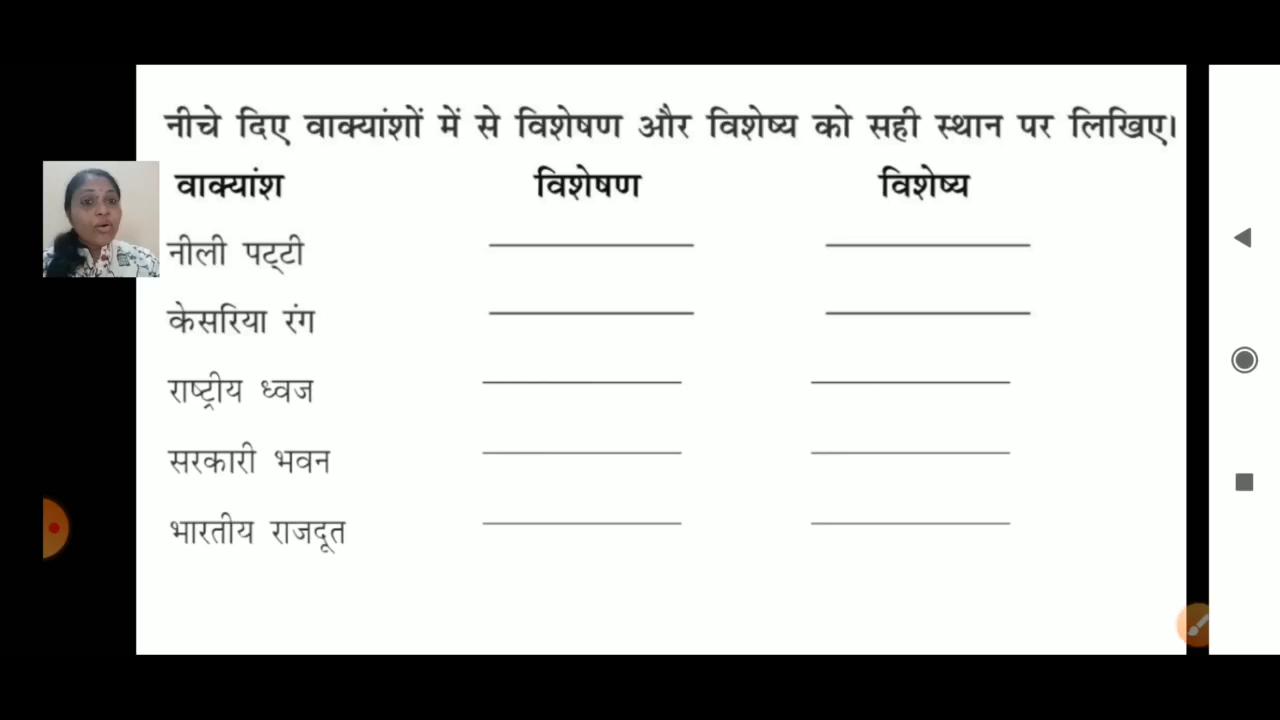 नीचे दिए वाक्यांशों में से विशेषण और विशेष्य को सही स्थान पर लिखिए।
वाक्यांश विशेषण विशेष्य
नीली पट्टी
केसरिया रंग
राष्ट्रीय ध्वज
सरकारी भवन
भारतीय राजदूत